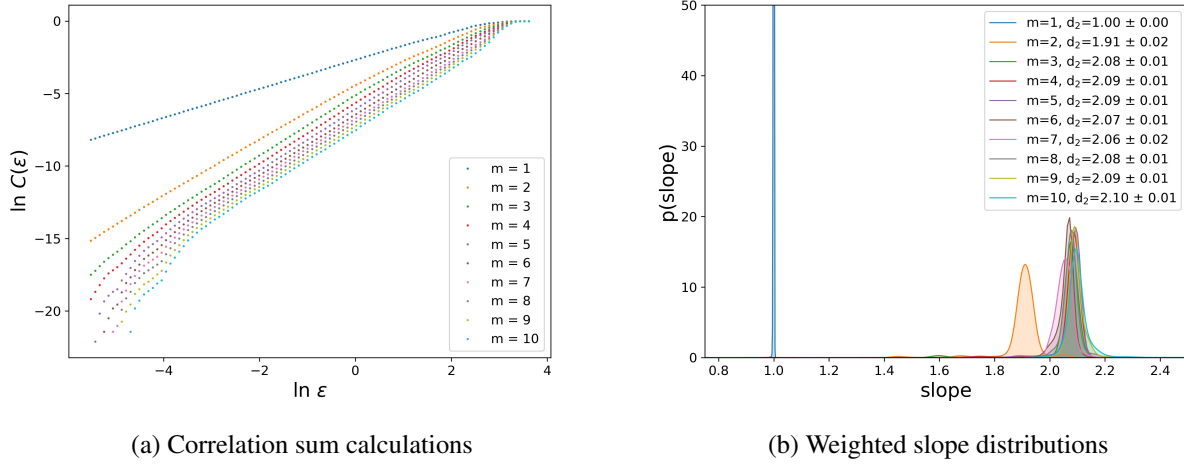 0
−5
−10
−15
−20
ln C(ε)
−4
−2
0
2
4
ln ε
m = 1
m = 2
m = 3
m = 4
m = 5
m = 6
m = 7
m = 8
m = 9
m = 10
(a) Correlation sum calculations
50
40
30
20
10
0
p(slope)
0.8
1.0
1.2
1.4
1.6
1.8
2.0
2.2
2.4
slope
m=1, d₂=1.00 ± 0.00
m=2, d₂=1.91 ± 0.02
m=3, d₂=2.08 ± 0.01
m=4, d₂=2.09 ± 0.01
m=5, d₂=2.09 ± 0.01
m=6, d₂=2.07 ± 0.01
m=7, d₂=2.06 ± 0.02
m=8, d₂=2.08 ± 0.01
m=9, d₂=2.09 ± 0.01
m=10, d₂=2.10 ± 0.01
(b) Weighted slope distributions